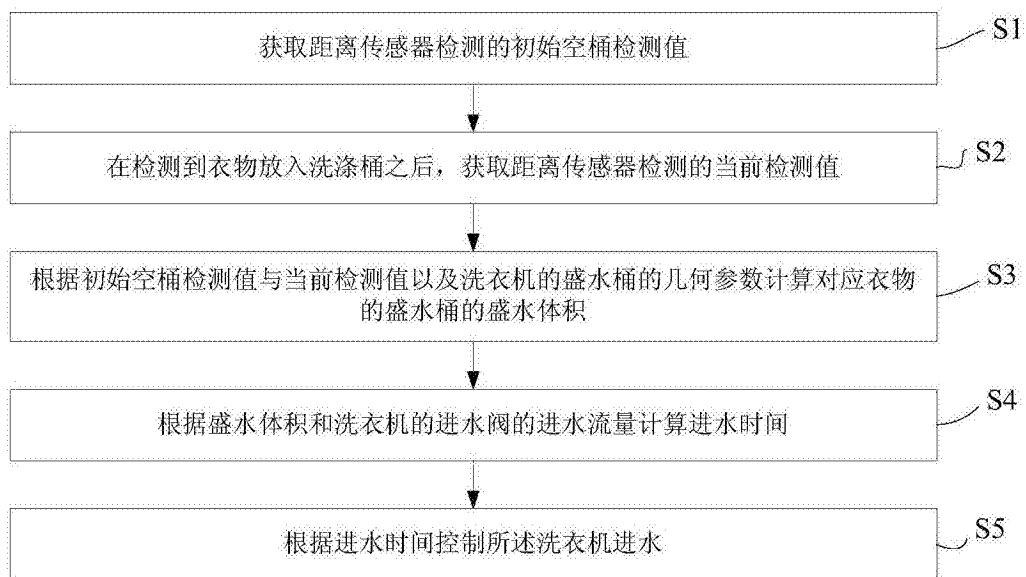 获取距离传感器检测的初始空桶检测值
S1
在检测到衣物放入洗涤桶之后，获取距离传感器检测的当前检测值
S2
根据初始空桶检测值与当前检测值以及洗衣机的盛水桶的几何参数计算对应衣物
的盛水桶的盛水体积
S3
根据盛水体积和洗衣机的进水阀的进水流量计算进水时间
S4
根据进水时间控制所述洗衣机进水
S5